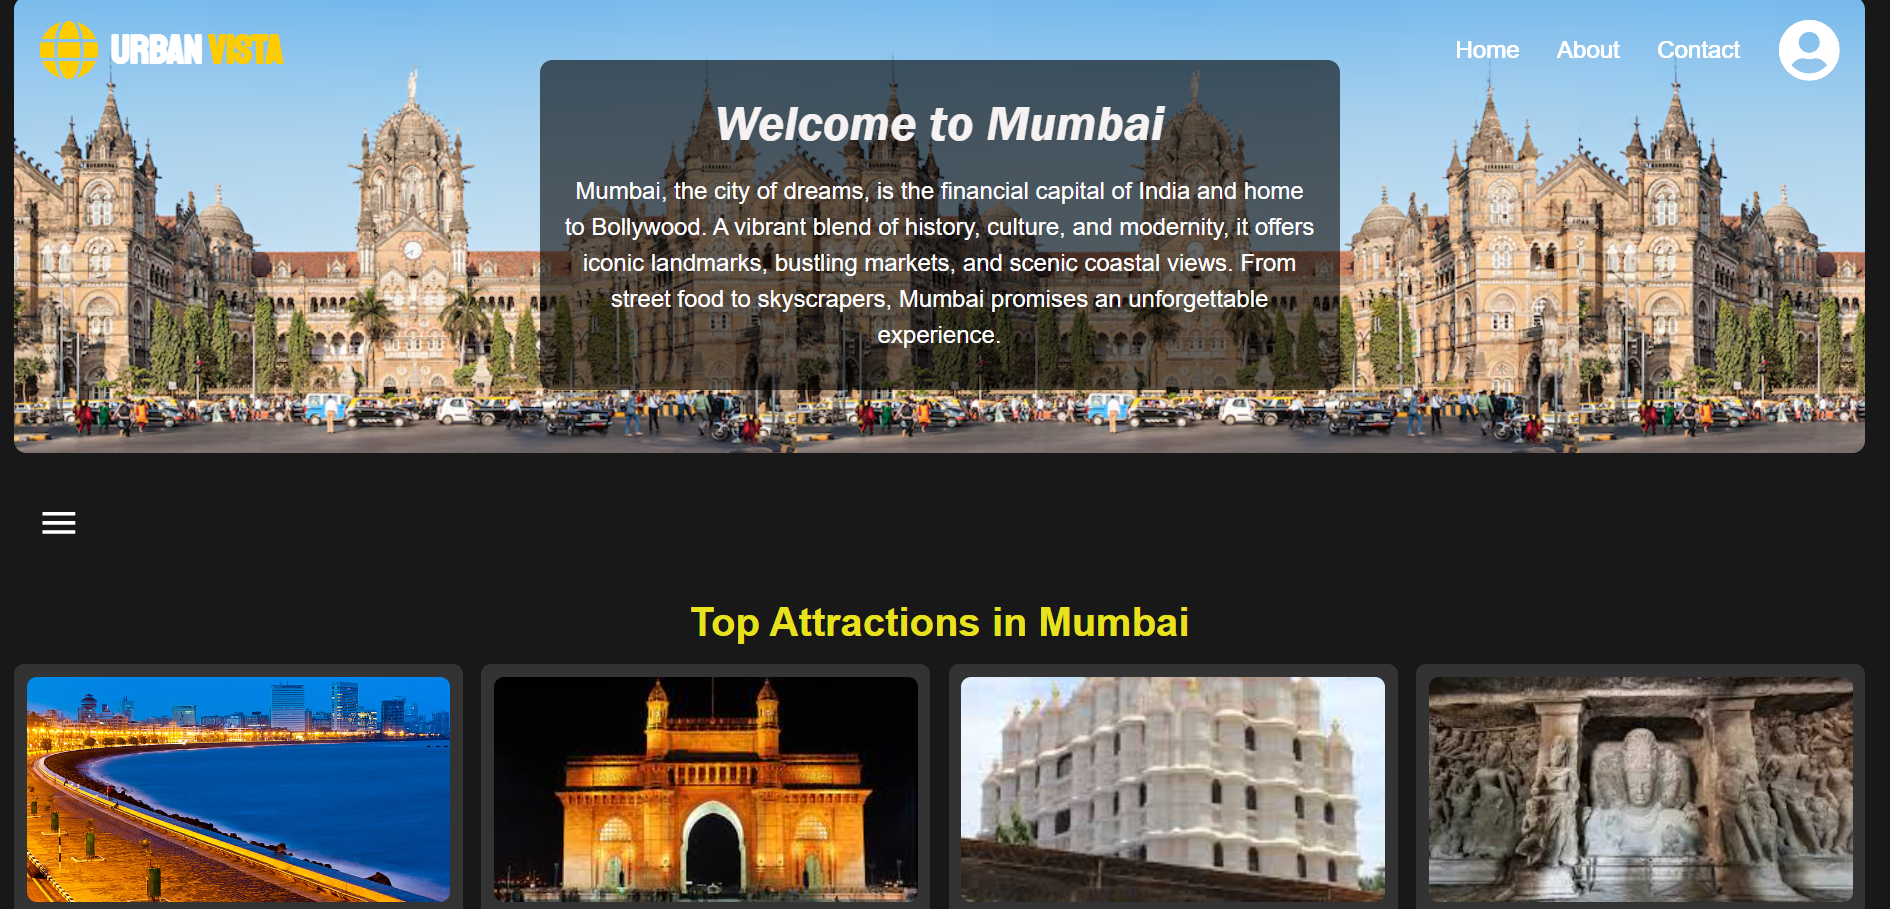 URBAN VISTA
Home
About
Contact
Welcome to Mumbai
Mumbai, the city of dreams, is the financial capital of India and home
to Bollywood. A vibrant blend of history, culture, and modernity, it offers
iconic landmarks, bustling markets, and scenic coastal views. From
street food to skyscrapers, Mumbai promises an unforgettable
experience.
Top Attractions in Mumbai